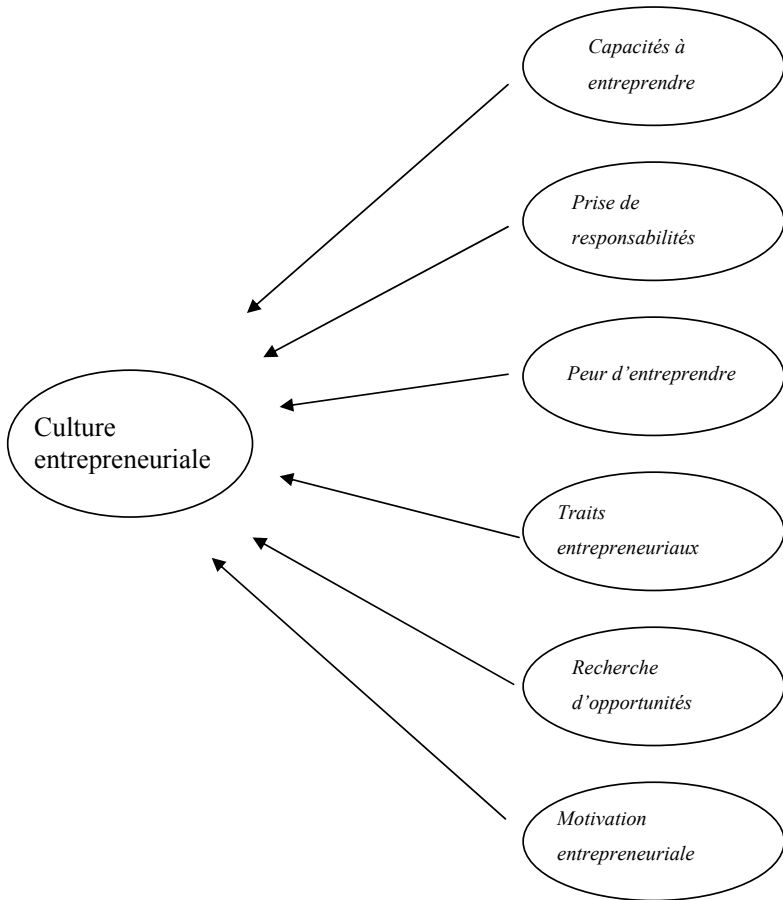 Capacités à
entreprendre
Prise de
responsabilités
Peur d’entreprendre
Culture
entrepreneuriale
Traits
entrepreneuriaux
Recherche
d’opportunités
Motivation
entrepreneuriale